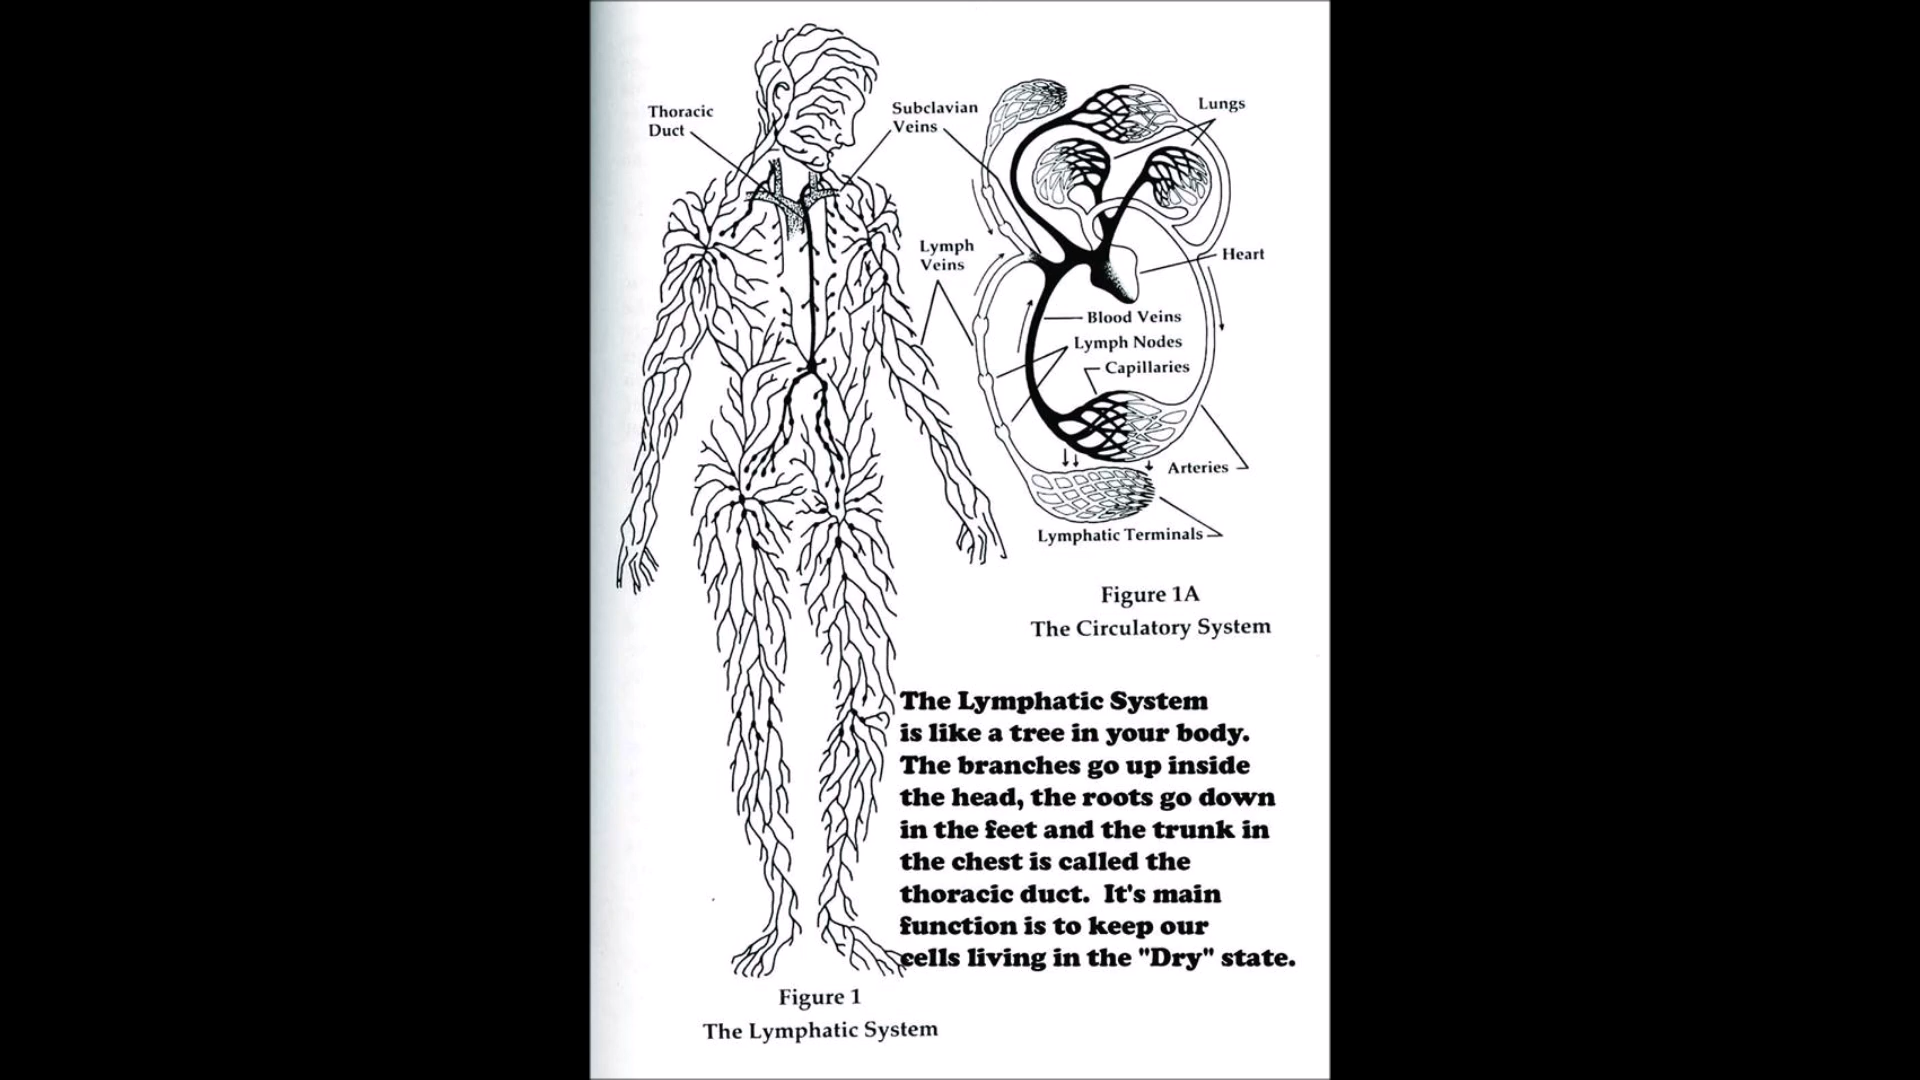 Thoracic
Duct
Subclavian
Veins
Lungs
Lymph
Veins
Heart
Blood Veins
Lymph Nodes
Capillaries
Arteries
Lymphatic Terminals
Figure 1A
The Circulatory System
The Lymphatic System
is like a tree in your body.
The branches go up inside
the head, the roots go down
in the feet and the trunk in
the chest is called the
thoracic duct. It's main
function is to keep our
cells living in the "Dry" state.
Figure 1
The Lymphatic System